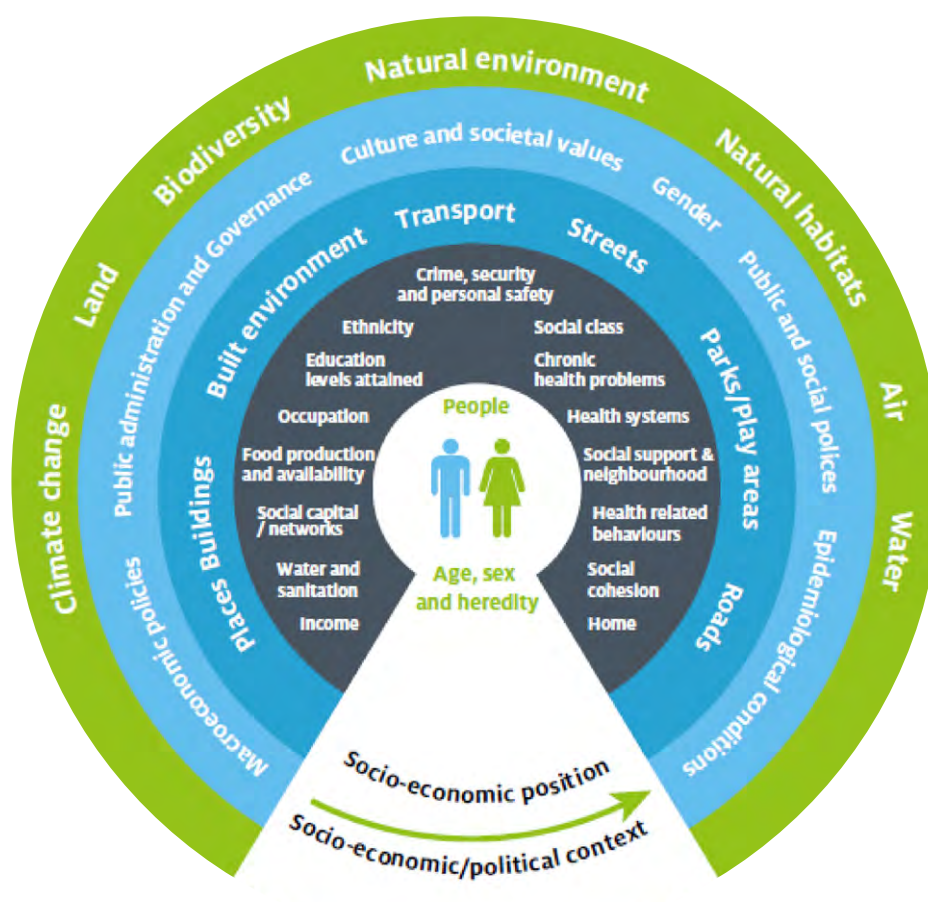 Natural environment
Biodiversity
Natural habitats
Land
Air
Climate change
Water
Culture and societal values
Gender
Public administration and Governance
Public and social polices
Macroeconomic policies
Epidemiological conditions
Transport
Streets
Built environment
Parks/Play areas
Buildings
Places
Roads
Crime, security
and personal safety
Ethnicity
Social class
Education
levels attained
Chronic
health problems
Occupation
Health systems
Food production
and availability
Social support &
neighbourhood
Social capital
/ networks
Health related
behaviours
Water and
sanitation
Social
cohesion
Income
Home
People
Age, sex
and heredity
Socio-economic position
Socio-economic/political context